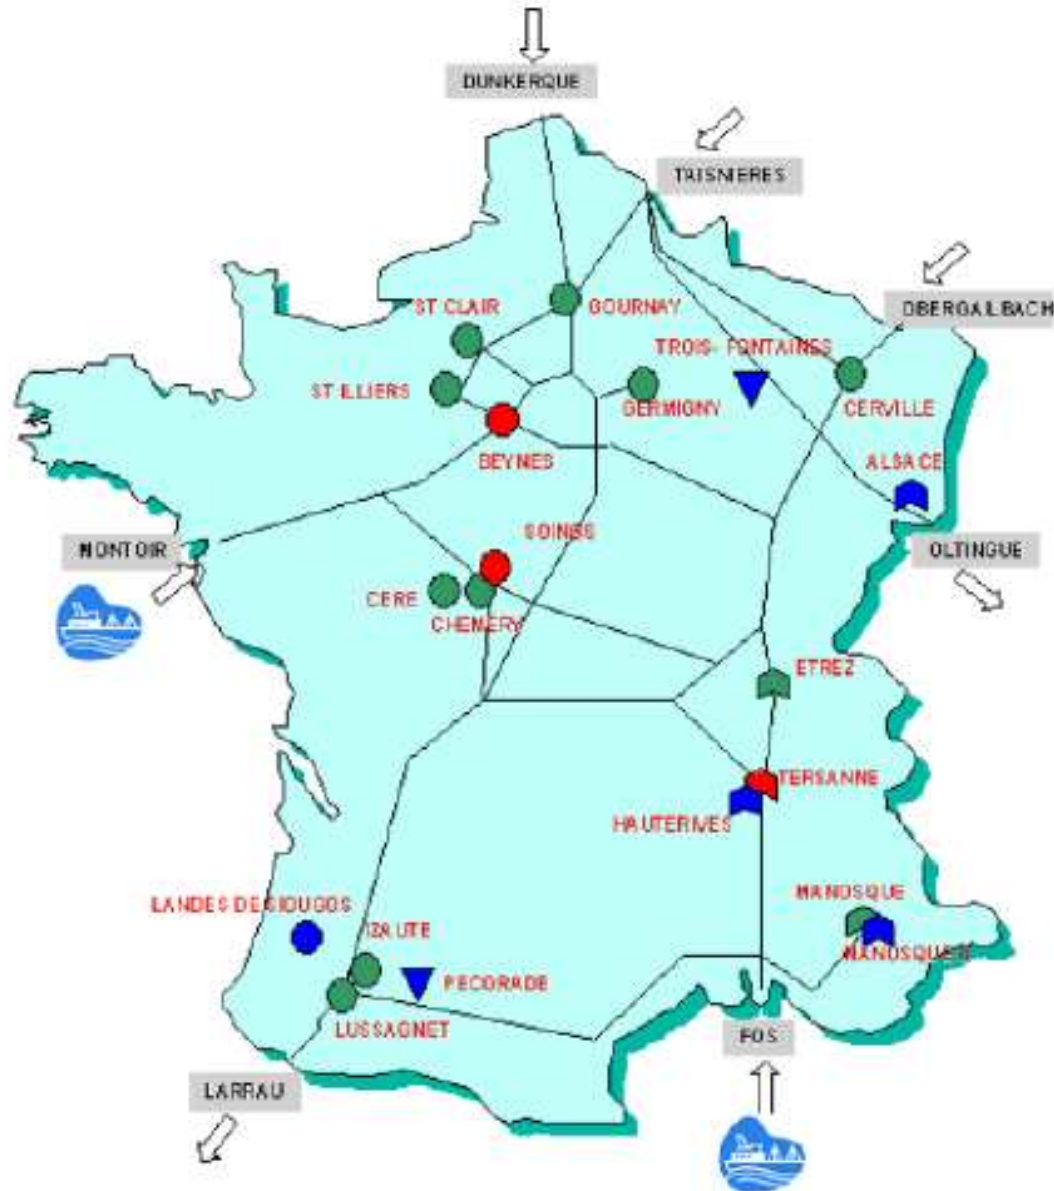 DUNKERQUE
TAISNIERES
OBERGAILBACH
ST CLAIR
GOURNAY
TROIS- FONTAINES
ST ILLIERS
GERMIGNY
CERVILLE
BEYNES
ALSACE
SOINGS
MONTOIR
OLTINGUE
CERE
CHEMERY
ETREZ
TERSANNE
HAUTERIVES
MANOSQUE
LANDES DE SIOUGOS
IZAUTE
PECORADE
LUSSAGNET
FOS
LARRAU